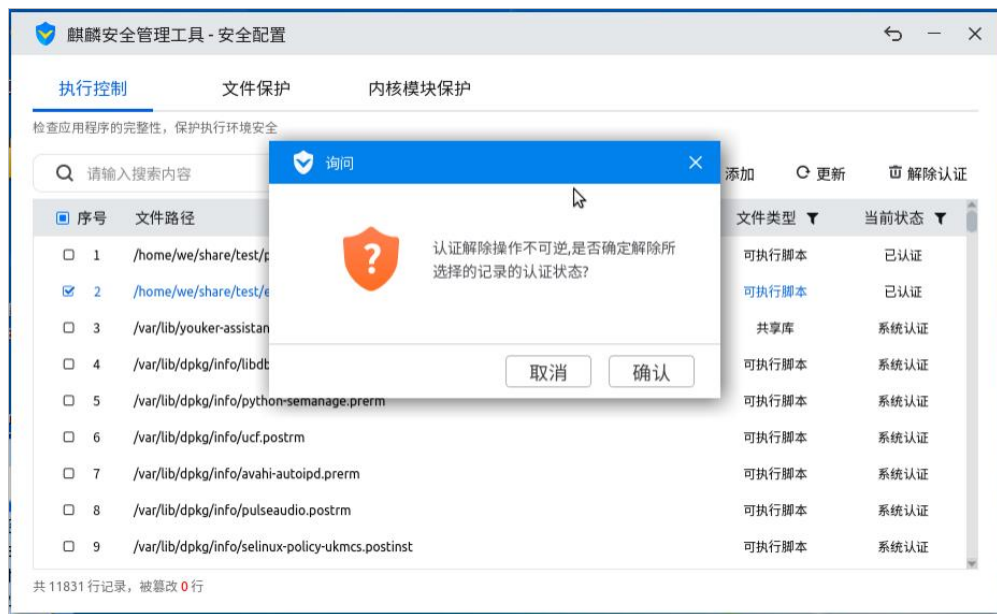 麒麟安全管理工具 - 安全配置
执行控制 文件保护 内核模块保护
检查应用程序的完整性，保护执行环境安全
请输入搜索内容 添加 更新 解除认证
询问
认证解除操作不可逆,是否确定解除所
选择的记录的认证状态?
取消 确认
序号 文件路径 文件类型 当前状态
1 /home/we/share/test/p 可执行脚本 已认证
2 /home/we/share/test/e 可执行脚本 已认证
3 /var/lib/youker-assistan 共享库 系统认证
4 /var/lib/dpkg/info/libdb 可执行脚本 系统认证
5 /var/lib/dpkg/info/python-semanage.prerm 可执行脚本 系统认证
6 /var/lib/dpkg/info/ucf.postrm 可执行脚本 系统认证
7 /var/lib/dpkg/info/avahi-autoipd.prerm 可执行脚本 系统认证
8 /var/lib/dpkg/info/pulseaudio.postrm 可执行脚本 系统认证
9 /var/lib/dpkg/info/selinux-policy-ukmcs.postinst 可执行脚本 系统认证
共 11831 行记录，被篡改 0 行